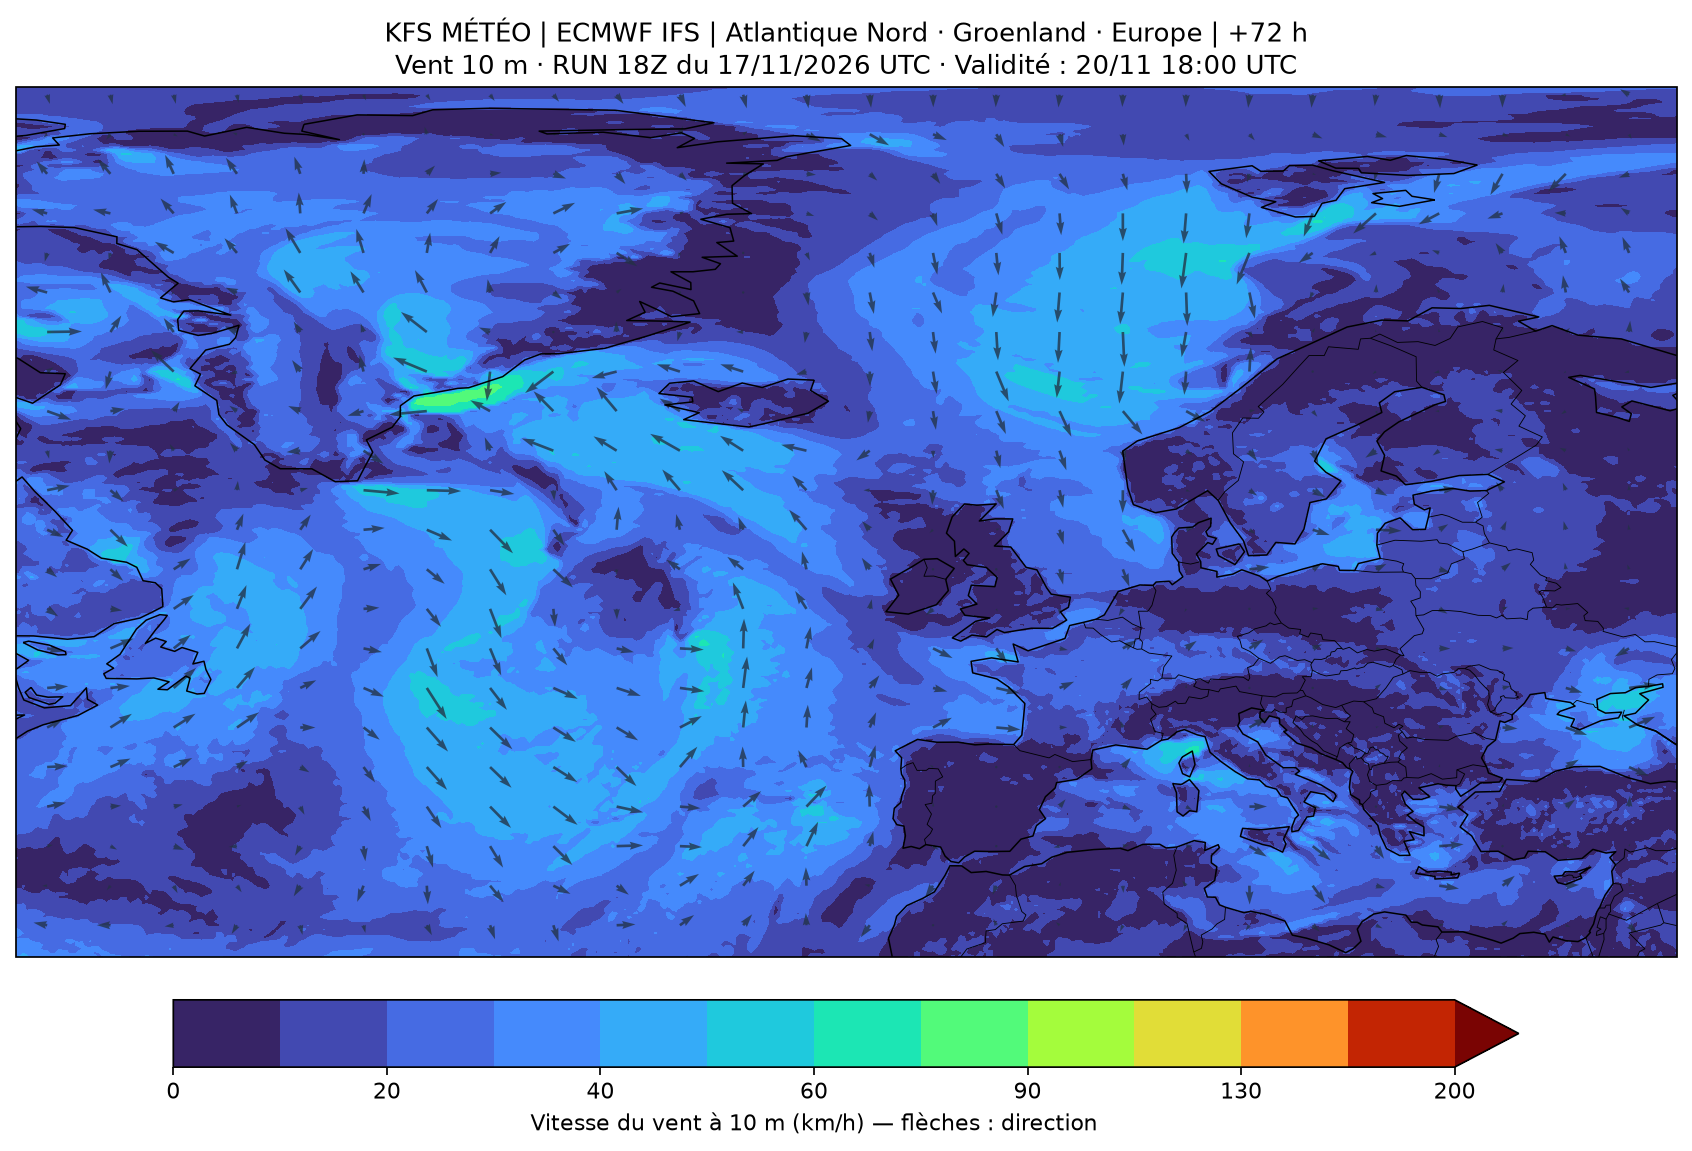 KFS MÉTÉO | ECMWF IFS | Atlantique Nord · Groenland · Europe | +72 h
Vent 10 m · RUN 18Z du 17/11/2026 UTC · Validité : 20/11 18:00 UTC
0 20 40 60 90 130 200
Vitesse du vent à 10 m (km/h) — flèches : direction